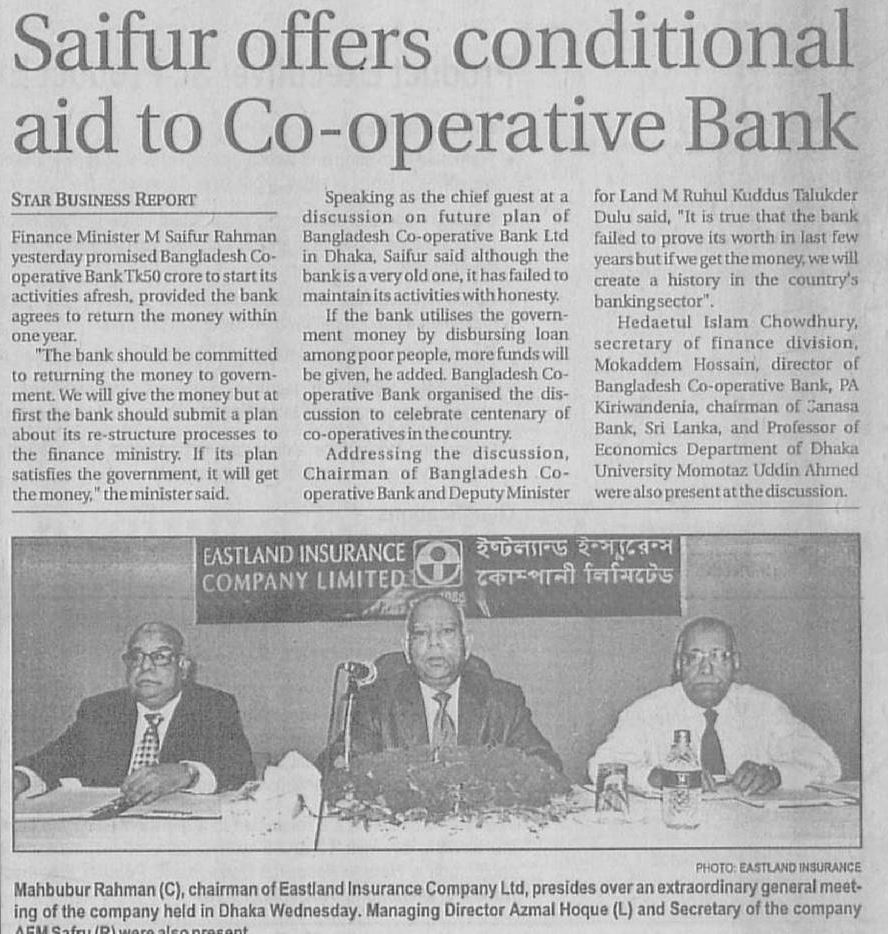 Saifur offers conditional
aid to Co-operative Bank
STAR BUSINESS REPORT
Finance Minister M Saifur Rahman
yesterday promised Bangladesh Co-
operative Bank Tk50 crore to start its
activities afresh, provided the bank
agrees to return the money within
one year.
"The bank should be committed
to returning the money to govern-
ment. We will give the money but at
first the bank should submit a plan
about its re-structure processes to
the finance ministry. If its plan
satisfies the government, it will get
the money," the minister said.
Speaking as the chief guest at a
discussion on future plan of
Bangladesh Co-operative Bank Ltd
in Dhaka, Saifur said although the
bank is a very old one, it has failed to
maintain its activities with honesty.
If the bank utilises the govern-
ment money by disbursing loan
among poor people, more funds will
be given, he added. Bangladesh Co-
operative Bank organised the dis-
cussion to celebrate centenary of
co-operatives in the country.
Addressing the discussion,
Chairman of Bangladesh Co-
operative Bank and Deputy Minister
for Land M Ruhul Kuddus Talukder
Dulu said, "It is true that the bank
failed to prove its worth in last few
years but if we get the money, we will
create a history in the country's
banking sector".
Hedaetul Islam Chowdhury,
secretary of finance division,
Mokaddem Hossain, director of
Bangladesh Co-operative Bank, PA
Kiriwandenia, chairman of Sanasa
Bank, Sri Lanka, and Professor of
Economics Department of Dhaka
University Momotaz Uddin Ahmed
were also present at the discussion.
EASTLAND INSURANCE
COMPANY LIMITED
ইষ্টল্যান্ড ইন্স্যুরেন্স
কোম্পানী লিমিটেড
PHOTO: EASTLAND INSURANCE
Mahbubur Rahman (C), chairman of Eastland Insurance Company Ltd, presides over an extraordinary general meet-
ing of the company held in Dhaka Wednesday. Managing Director Azmal Hoque (L) and Secretary of the company
(R) were also present